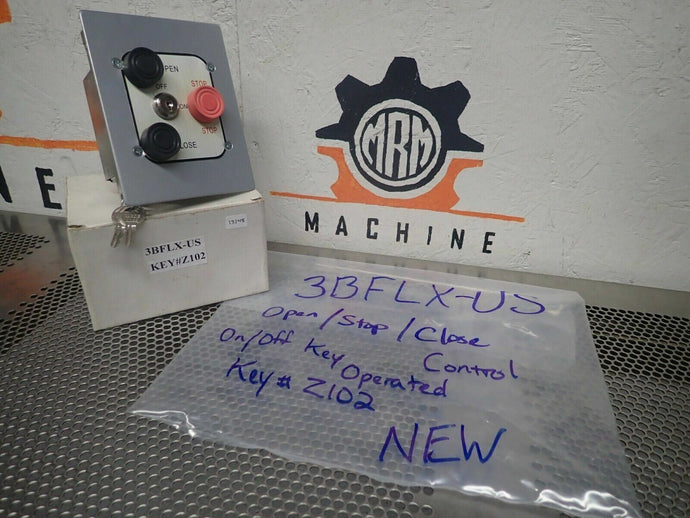 OPEN
OFF
STOP
ON
STOP
CLOSE
3BFLX-US
KEY#Z102
MRM
MACHINE
INE
3BFLX-US
Open/Stop/Close
On/Off Key Control
Operated
Key# Z102
NEW